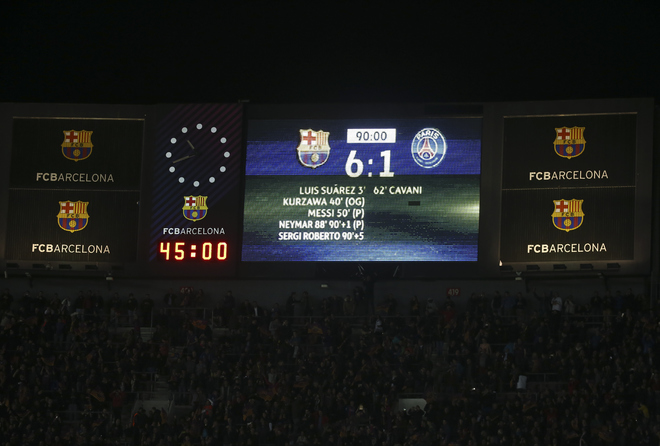 90:00
PARIS
6:1
LUIS SUÁREZ 3' 62' CAVANI
KURZAWA 40' (OG)
MESSI 50' (P)
NEYMAR 88' 90'+1 (P)
SERGI ROBERTO 90'+5
FCBARCELONA
FCBARCELONA
FCBARCELONA
45:00
FCBARCELONA
FCBARCELONA